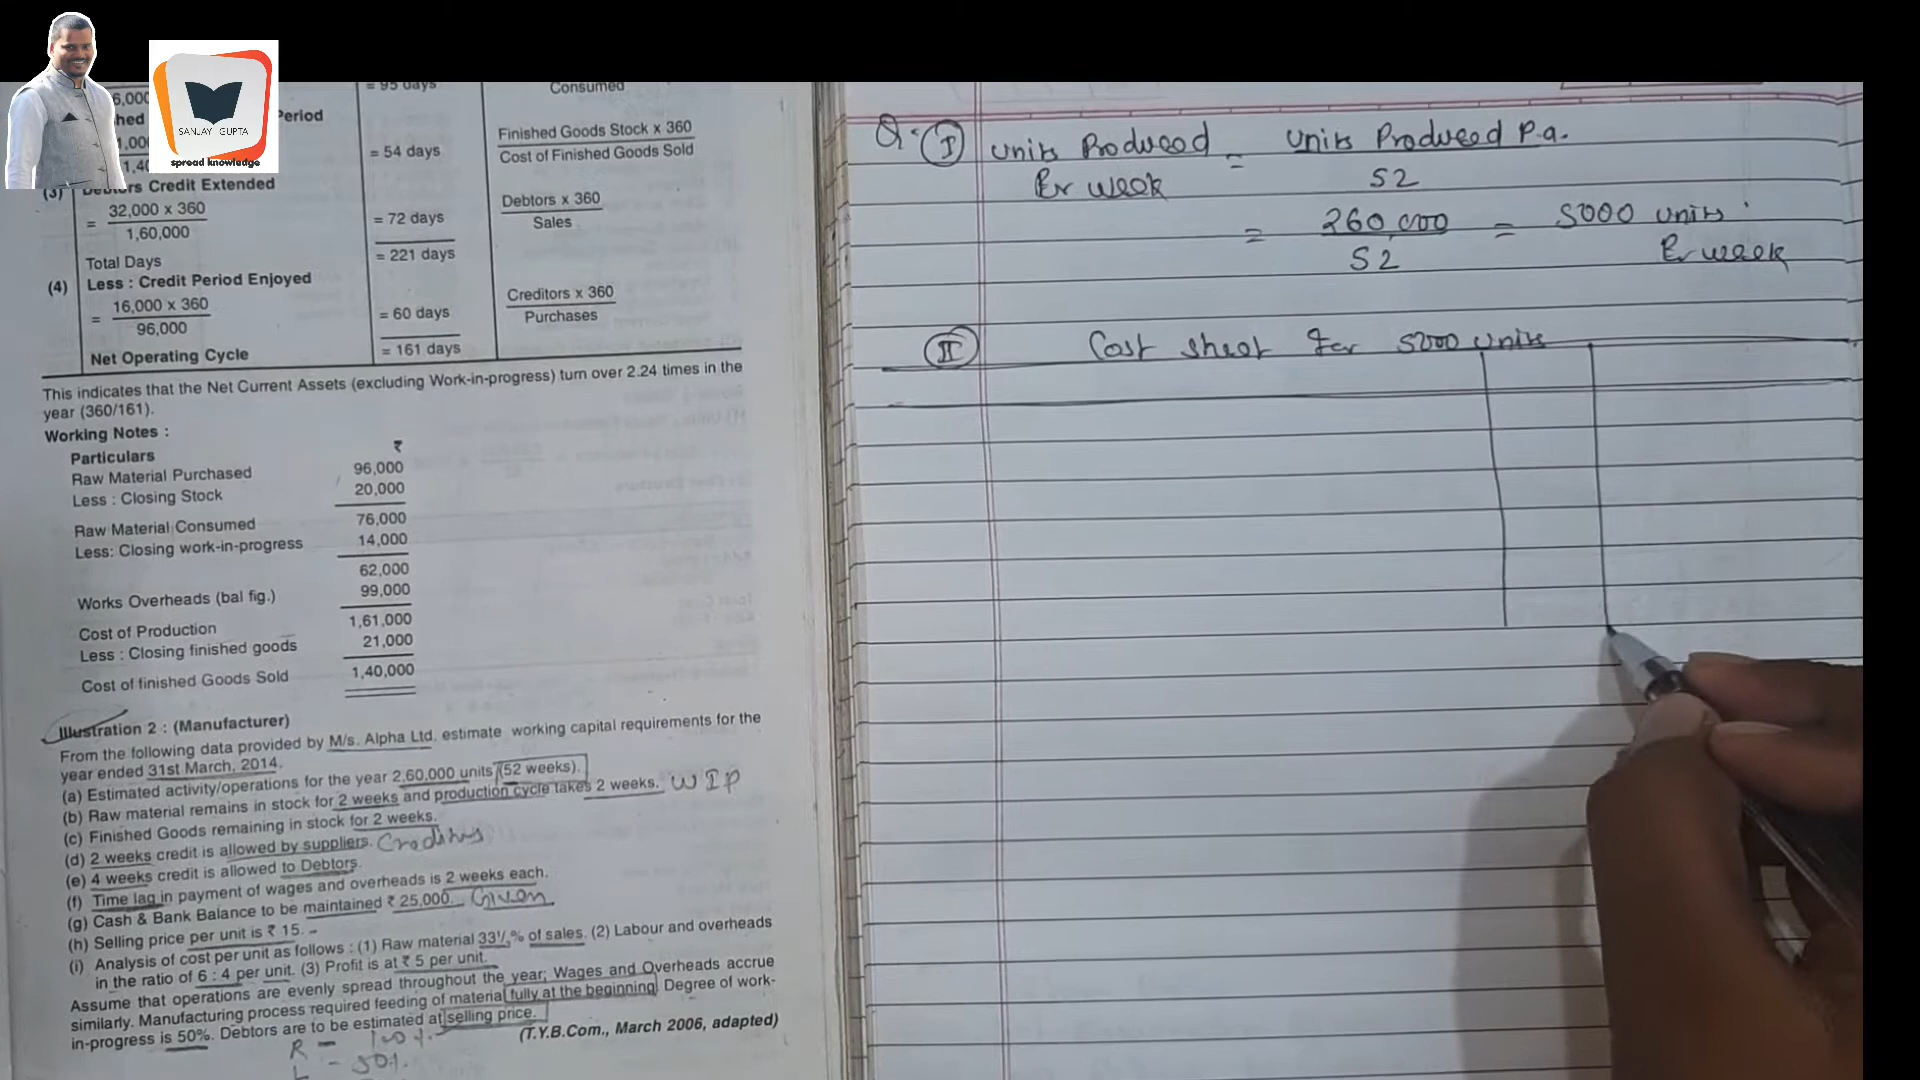 SANJAY GUPTA
spread knowledge
6,000
= 95 days
Consumed
Period
= 54 days
Finished Goods Stock x 360
Cost of Finished Goods Sold
(3) Debtors Credit Extended
= 32,000 x 360
1,60,000
= 72 days
Debtors x 360
Sales
Total Days
= 221 days
(4) Less : Credit Period Enjoyed
= 16,000 x 360
96,000
= 60 days
Creditors x 360
Purchases
Net Operating Cycle
= 161 days
This indicates that the Net Current Assets (excluding Work-in-progress) turn over 2.24 times in the
year (360/161).
Working Notes :
Particulars ₹
Raw Material Purchased 96,000
Less : Closing Stock 20,000
Raw Material Consumed 76,000
Less: Closing work-in-progress 14,000
62,000
Works Overheads (bal fig.) 99,000
Cost of Production 1,61,000
Less : Closing finished goods 21,000
Cost of finished Goods Sold 1,40,000
Illustration 2 : (Manufacturer)
From the following data provided by M/s. Alpha Ltd. estimate working capital requirements for the
year ended 31st March, 2014.
(a) Estimated activity/operations for the year 2,60,000 units (52 weeks).
(b) Raw material remains in stock for 2 weeks and production cycle takes 2 weeks. WIP
(c) Finished Goods remaining in stock for 2 weeks.
(d) 2 weeks credit is allowed by suppliers. Creditors
(e) 4 weeks credit is allowed to Debtors.
(f) Time lag in payment of wages and overheads is 2 weeks each.
(g) Cash & Bank Balance to be maintained ₹ 25,000. Given
(h) Selling price per unit is ₹ 15.
(i) Analysis of cost per unit as follows : (1) Raw material 33⅓% of sales. (2) Labour and overheads
in the ratio of 6 : 4 per unit. (3) Profit is at ₹ 5 per unit.
Assume that operations are evenly spread throughout the year; Wages and Overheads accrue
similarly. Manufacturing process required feeding of material fully at the beginning. Degree of work-
in-progress is 50%. Debtors are to be estimated at selling price.
(T.Y.B.Com., March 2006, adapted)
R - 100%.
L - 50%.
Q. (I) Units Produced Per week = Units Produced P.a.
52
= 260,000
52
= 5000 units
Per week
(II) Cost sheet for 5000 units